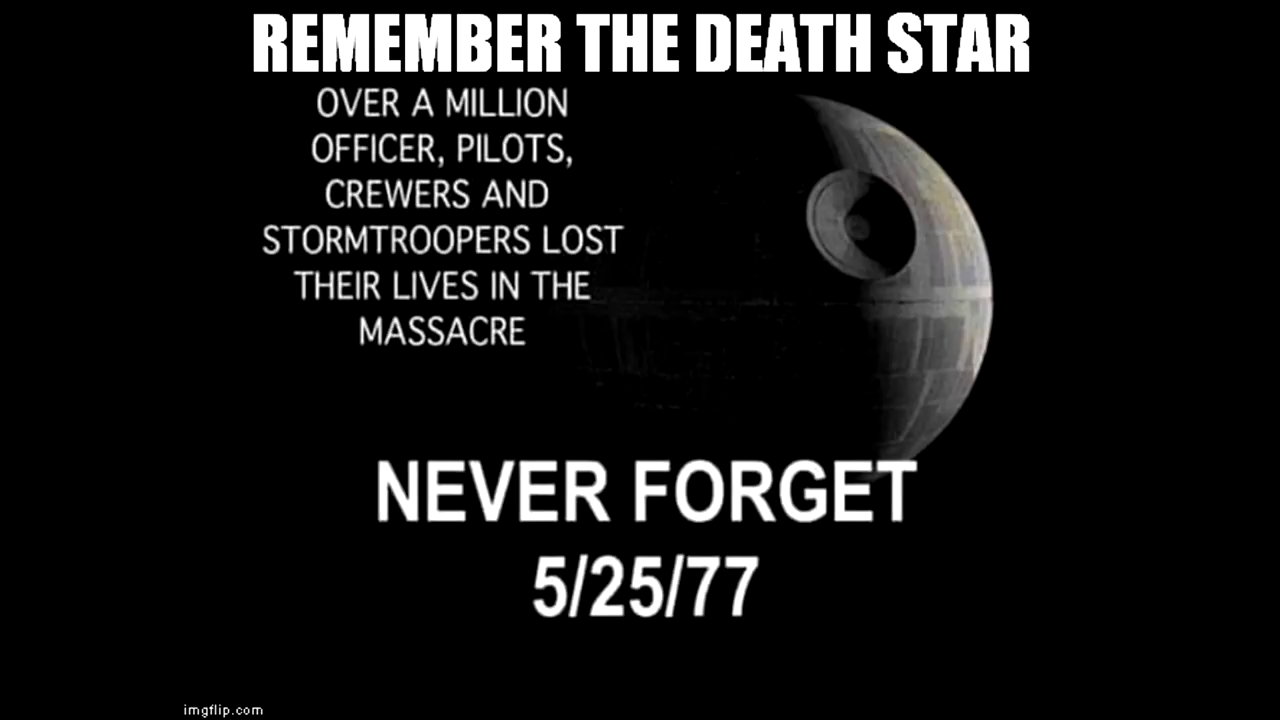 REMEMBER THE DEATH STAR
OVER A MILLION
OFFICER, PILOTS,
CREWERS AND
STORMTROOPERS LOST
THEIR LIVES IN THE
MASSACRE
NEVER FORGET
5/25/77
imgflip.com